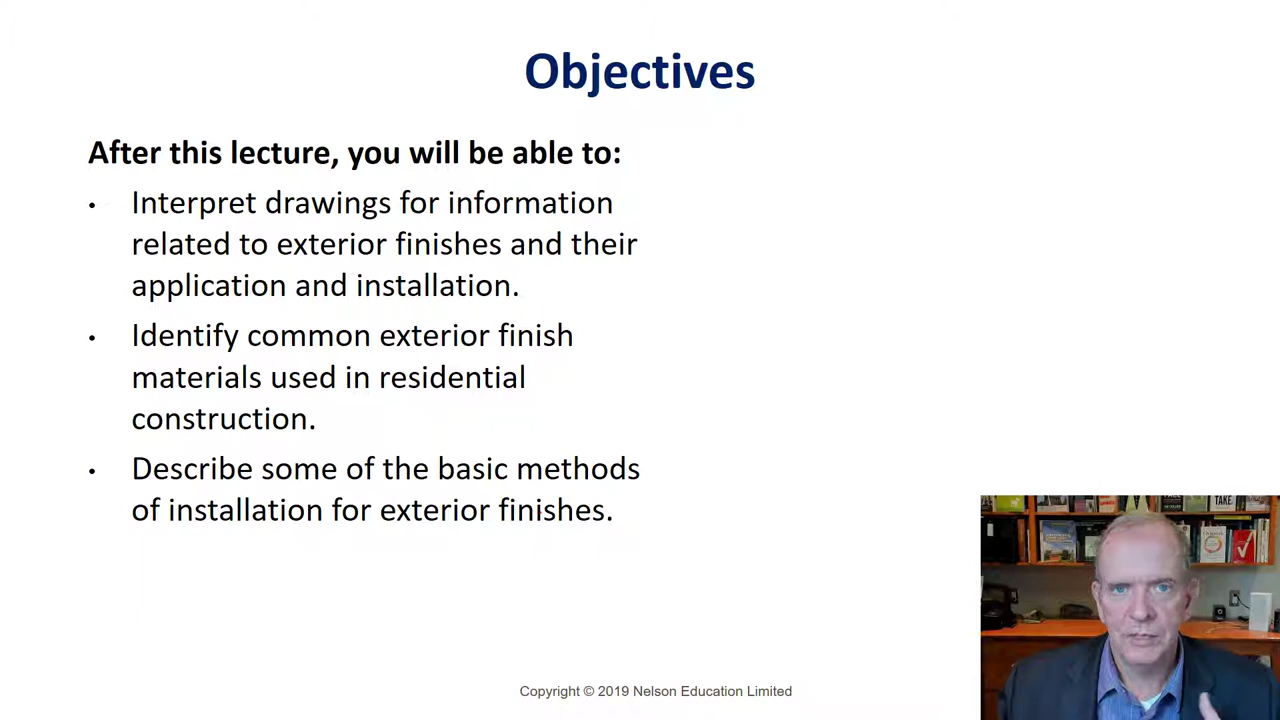 Objectives
After this lecture, you will be able to:
• Interpret drawings for information
related to exterior finishes and their
application and installation.
• Identify common exterior finish
materials used in residential
construction.
• Describe some of the basic methods
of installation for exterior finishes.
TAKE.
Copyright © 2019 Nelson Education Limited